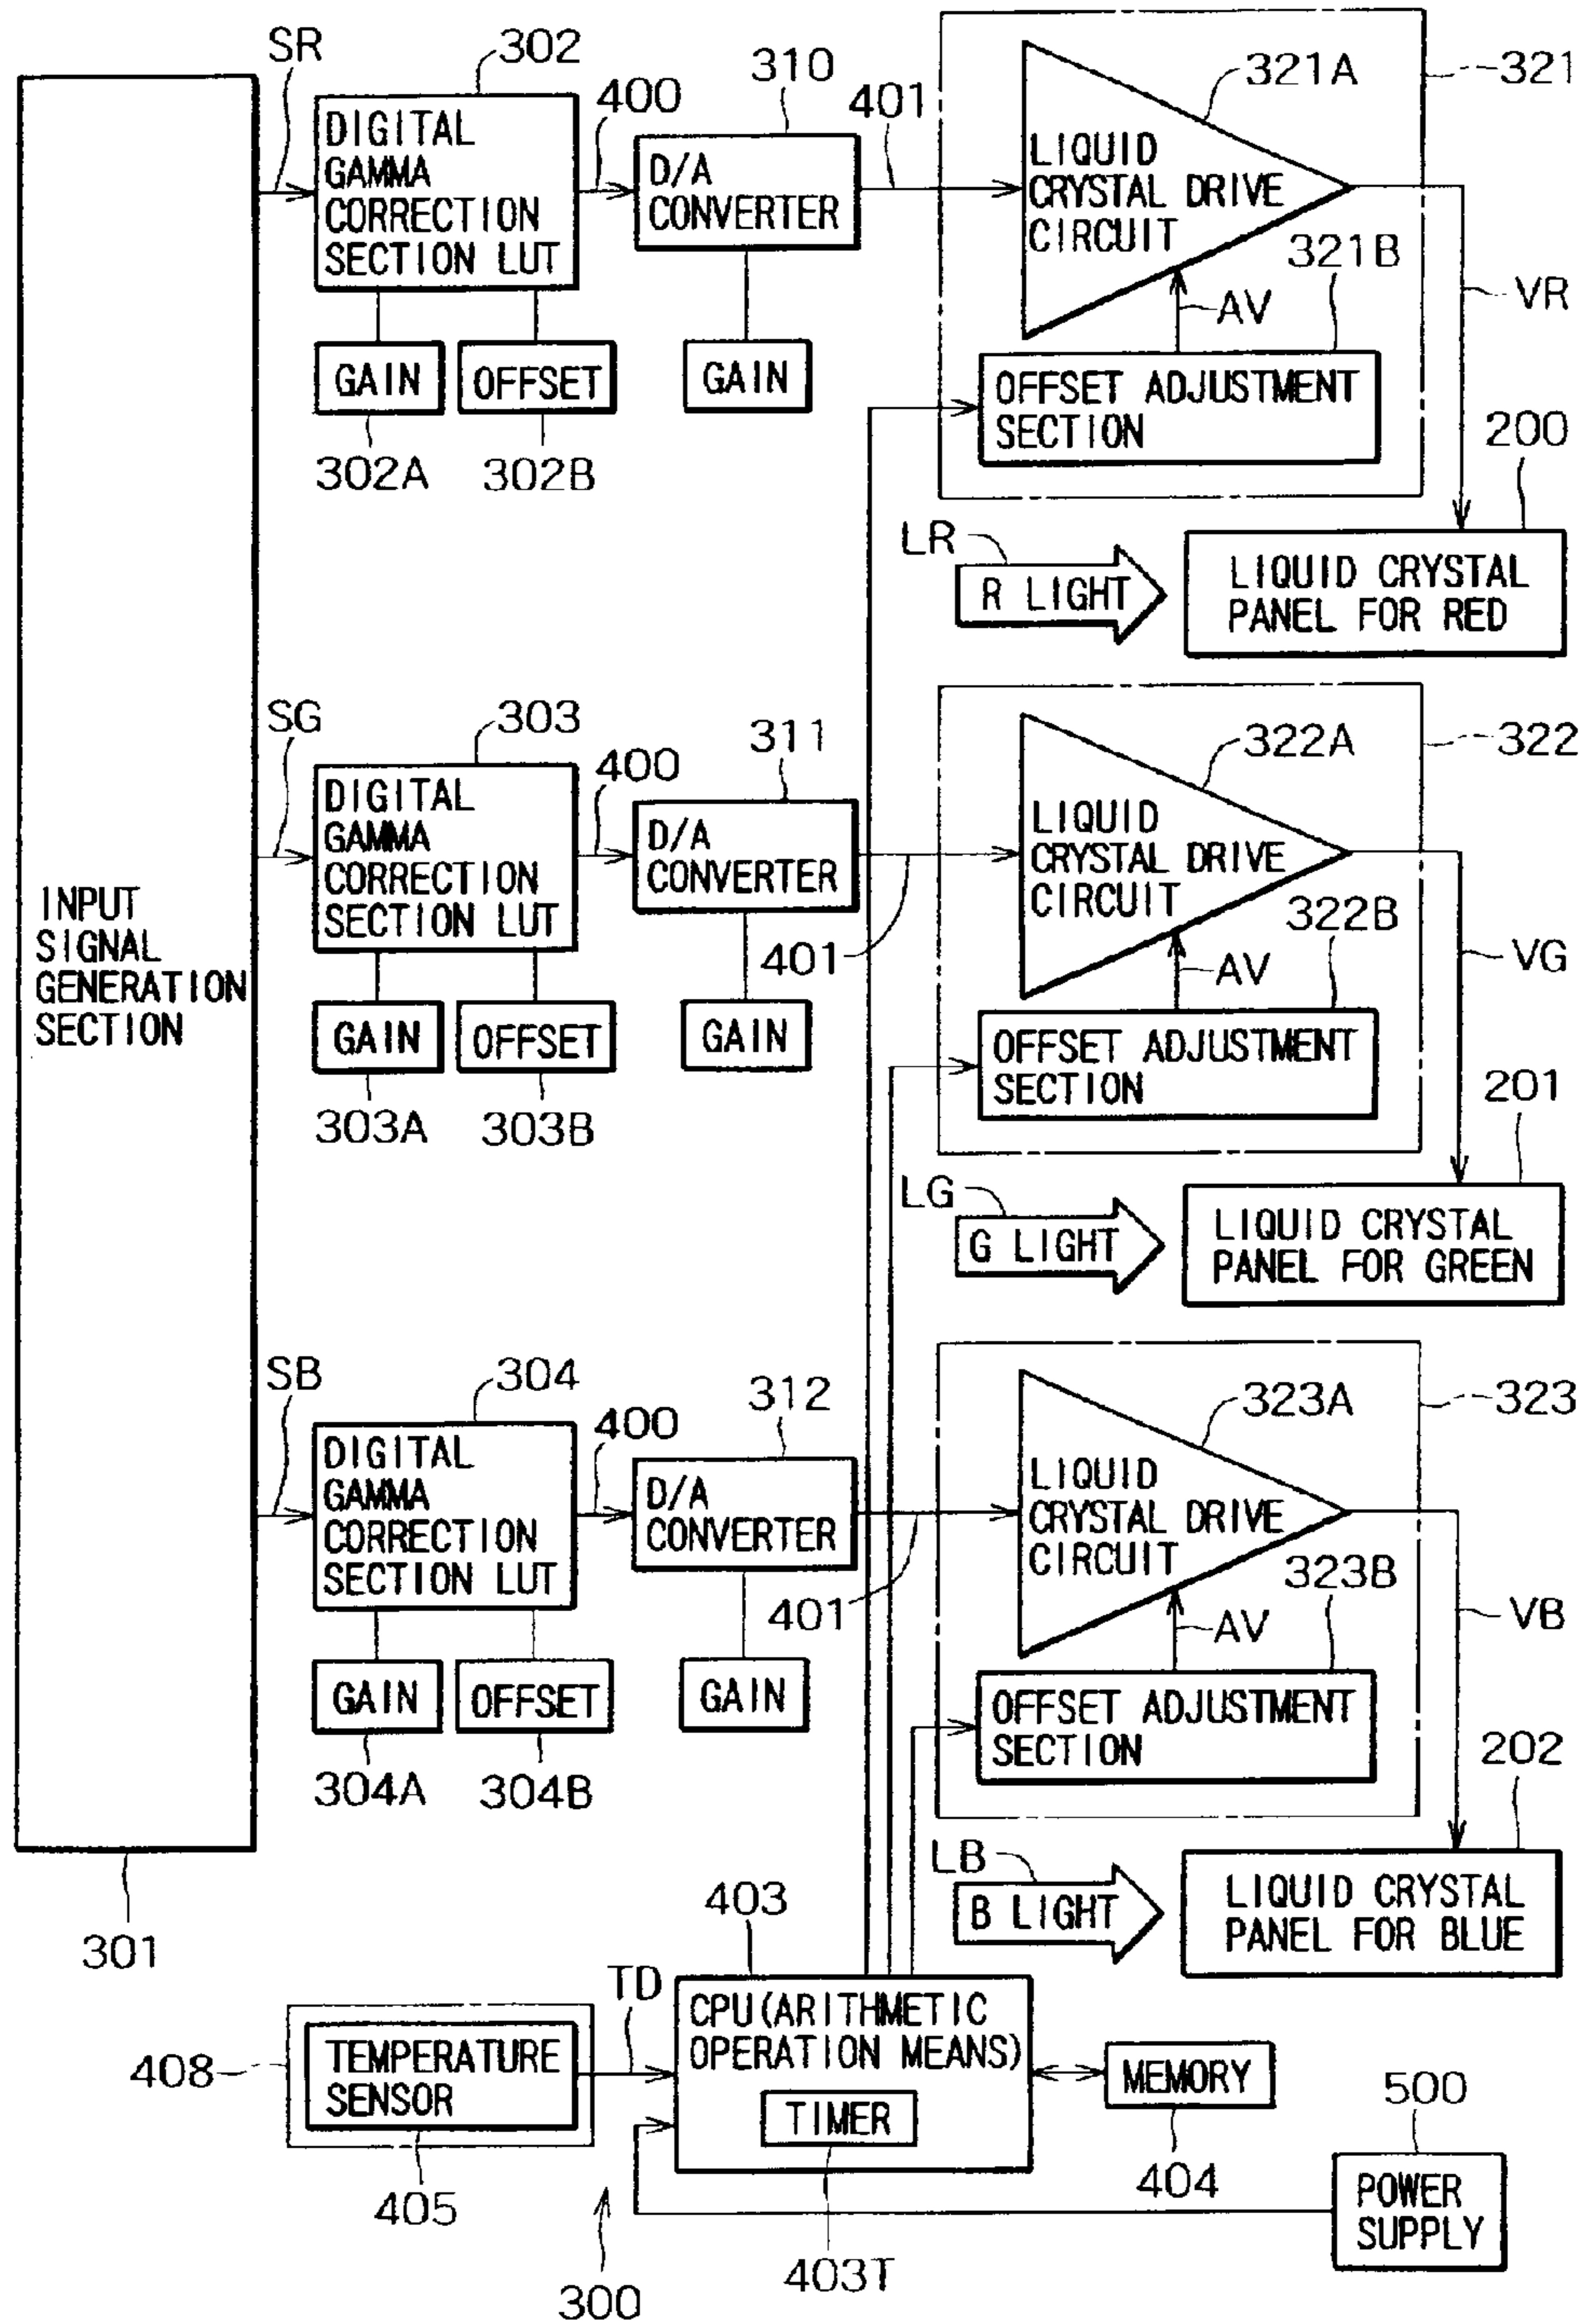 SR
302
400
310
401
321A
321
DIGITAL
GAMMA
CORRECTION
SECTION LUT
D/A
CONVERTER
LIQUID
CRYSTAL DRIVE
CIRCUIT
321B
AV
VR
GAIN
OFFSET
GAIN
OFFSET ADJUSTMENT
SECTION
302A
302B
200
LR
R LIGHT
LIQUID CRYSTAL
PANEL FOR RED
SG
303
400
311
322A
322
DIGITAL
GAMMA
CORRECTION
SECTION LUT
D/A
CONVERTER
LIQUID
CRYSTAL DRIVE
CIRCUIT
INPUT
SIGNAL
GENERATION
SECTION
401
322B
AV
VG
GAIN
OFFSET
GAIN
OFFSET ADJUSTMENT
SECTION
303A
303B
201
LG
G LIGHT
LIQUID CRYSTAL
PANEL FOR GREEN
SB
304
400
312
323A
323
DIGITAL
GAMMA
CORRECTION
SECTION LUT
D/A
CONVERTER
LIQUID
CRYSTAL DRIVE
CIRCUIT
401
323B
AV
VB
GAIN
OFFSET
GAIN
OFFSET ADJUSTMENT
SECTION
304A
304B
202
LB
B LIGHT
LIQUID CRYSTAL
PANEL FOR BLUE
301
403
TD
408
TEMPERATURE
SENSOR
CPU(ARITHMETIC
OPERATION MEANS)
TIMER
MEMORY
500
405
404
POWER
SUPPLY
300
403T